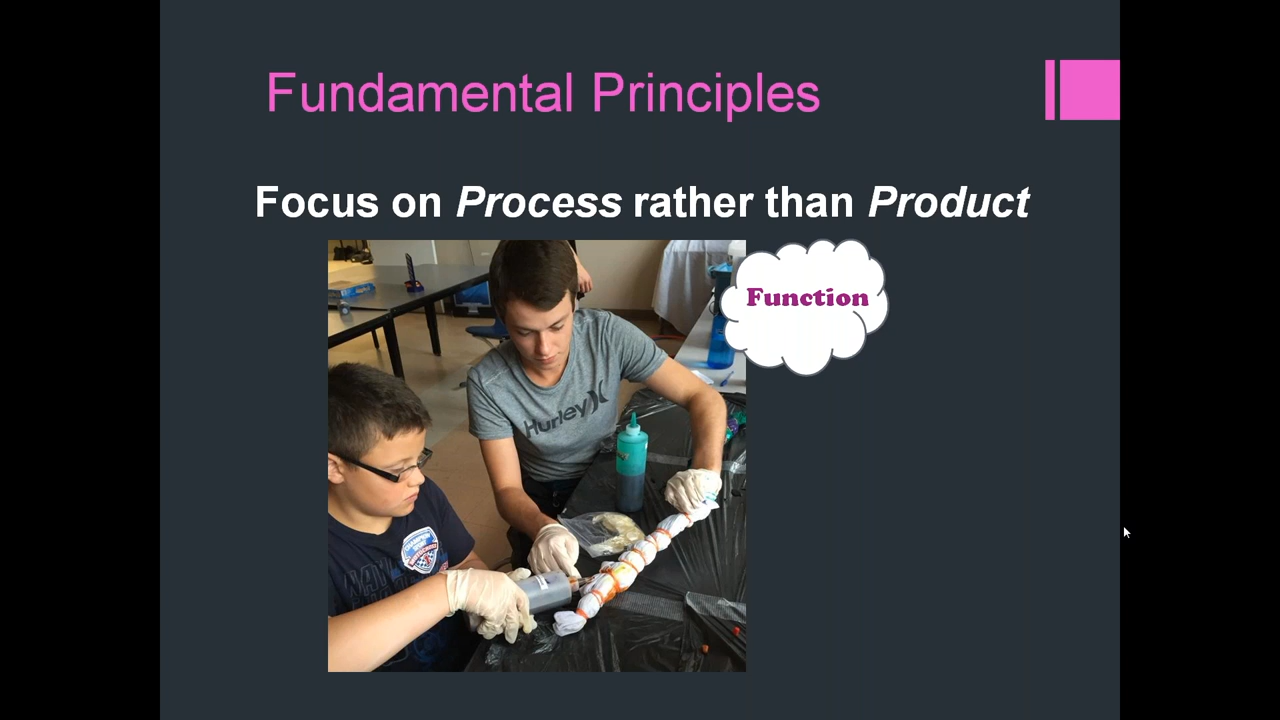 Fundamental Principles
Focus on Process rather than Product
Function
Hurley